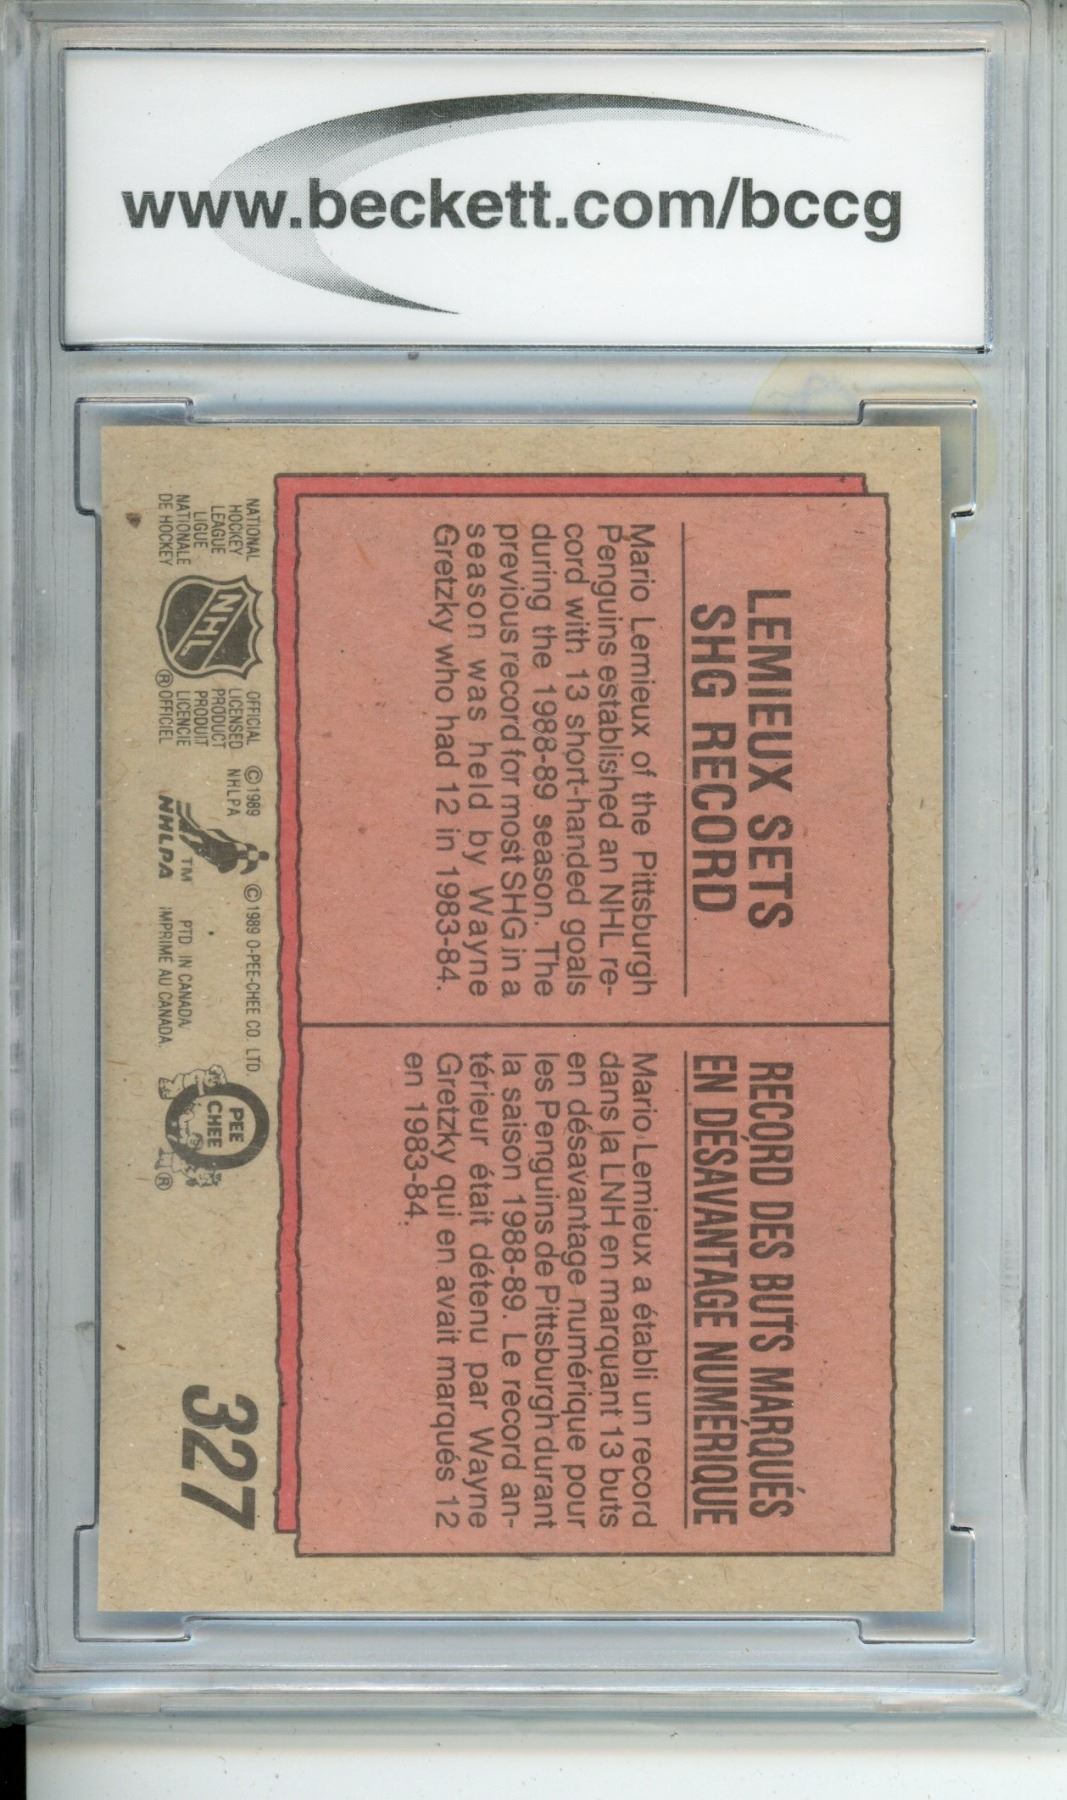 www.beckett.com/bccg
LEMIEUX SETS
SHG RECORD
Mario Lemieux of the Pittsburgh
Penguins established an NHL re-
cord with 13 short-handed goals
during the 1988-89 season. The
previous record for most SHG in a
season was held by Wayne
Gretzky who had 12 in 1983-84.
RECORD DES BUTS MARQUÉS
EN DÉSAVANTAGE NUMÉRIQUE
Mario Lemieux a établi un record
dans la LNH en marquant 13 buts
en désavantage numérique pour
les Penguins de Pittsburgh durant
la saison 1988-89. Le record an-
térieur était détenu par Wayne
Gretzky qui en avait marqués 12
en 1983-84.
NATIONAL
HOCKEY
LEAGUE
LIGUE
NATIONALE
DE HOCKEY
NHL
®
OFFICIAL
LICENSED
PRODUCT
PRODUIT
LICENCIE
OFFICIEL
© 1989
NHLPA
NHLPA
TM
© 1989 O-PEE-CHEE CO. LTD.
PTD. IN CANADA.
IMPRIME AU CANADA.
PEE
CHEE
®
327